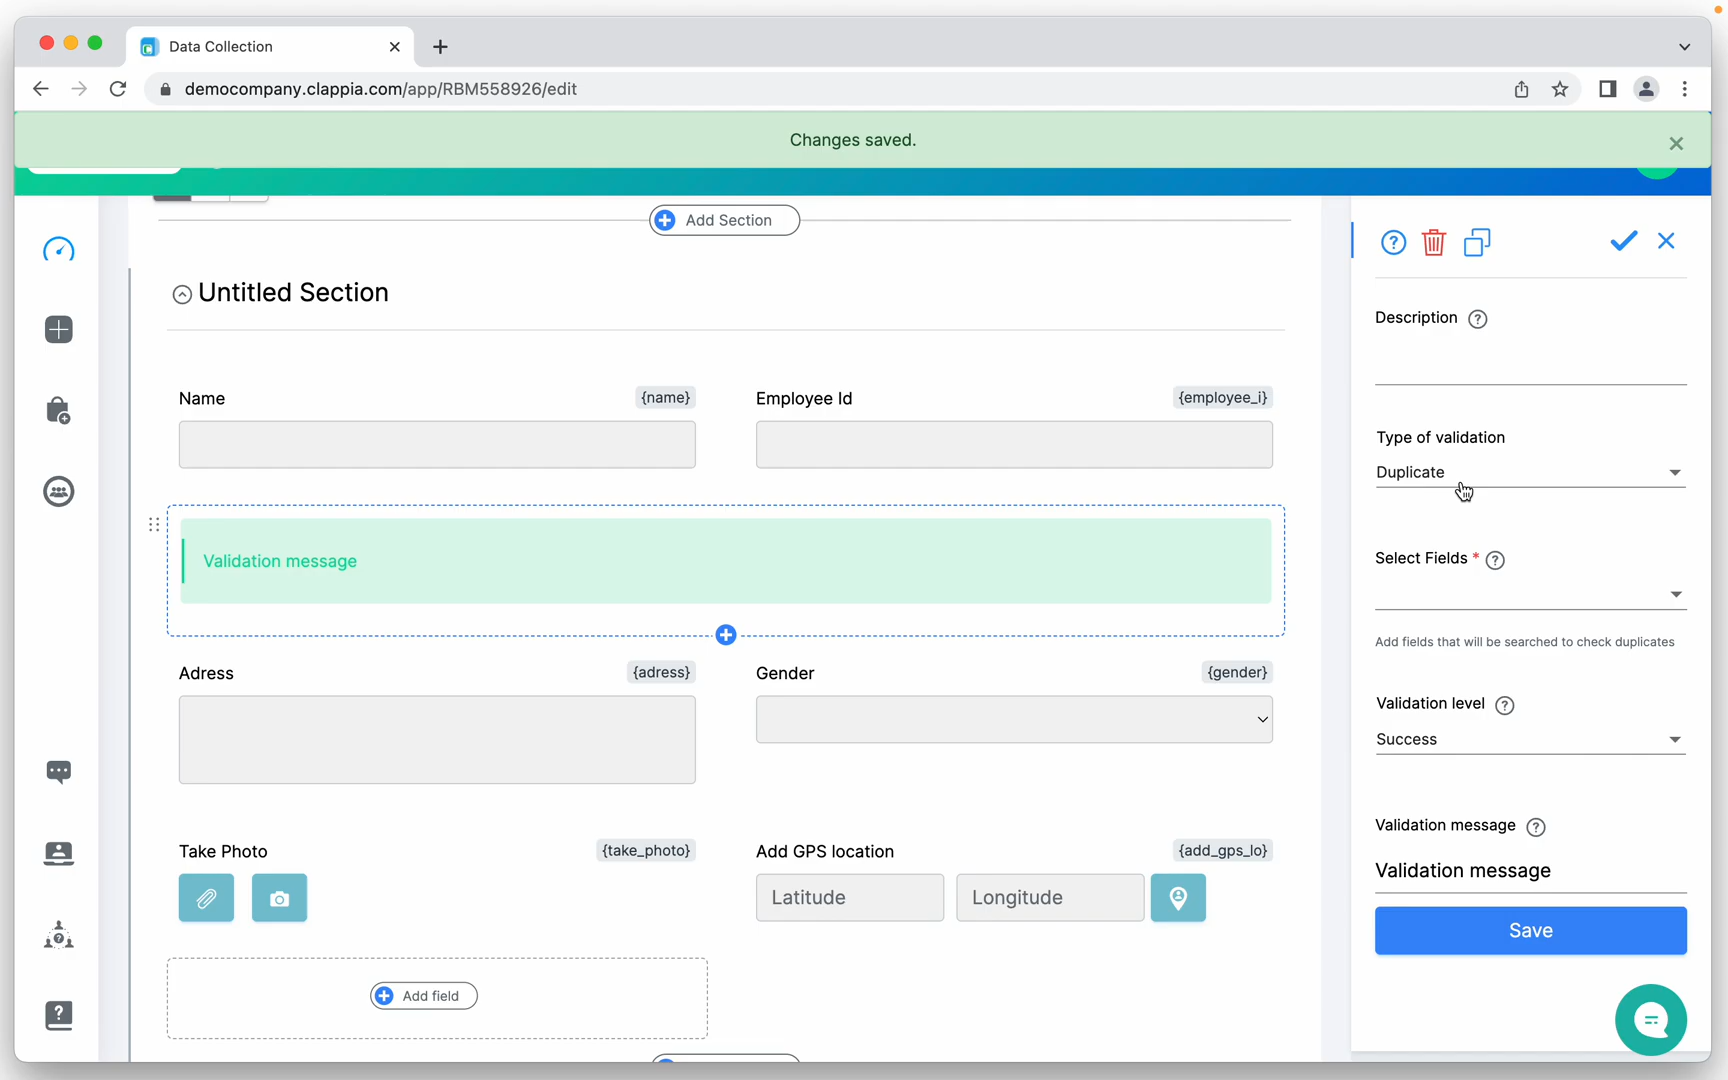 Data Collection
democompany.clappia.com/app/RBM558926/edit
Changes saved.
Add Section
Untitled Section
Name {name} Employee Id {employee_i}
Validation message
Adress {adress} Gender {gender}
Take Photo {take_photo} Add GPS location {add_gps_lo}
Latitude Longitude
Add field
Description ?
Type of validation
Duplicate
Select Fields * ?
Add fields that will be searched to check duplicates
Validation level ?
Success
Validation message ?
Validation message
Save